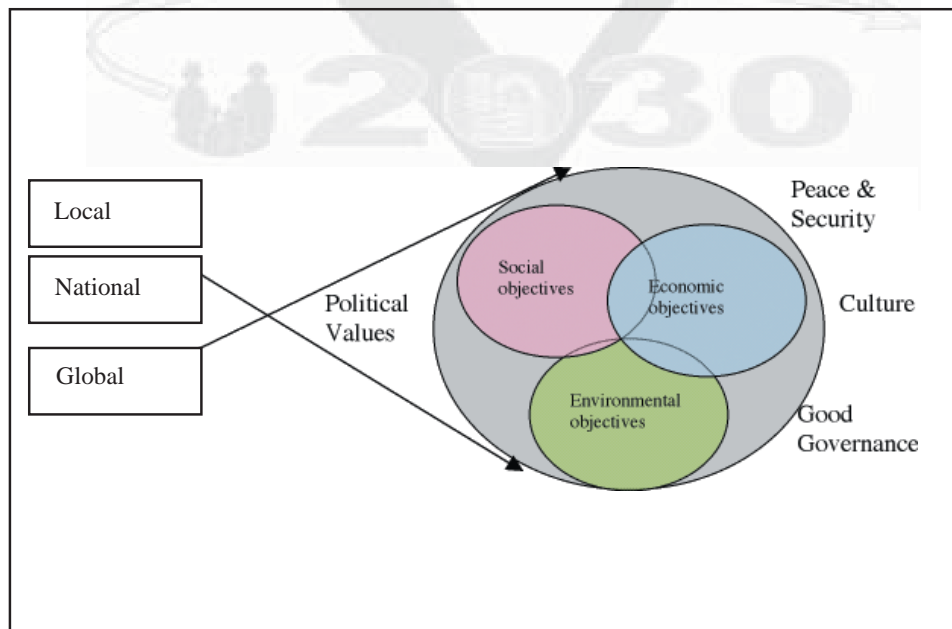 2030
Local
National
Global
Political
Values
Social
objectives
Economic
objectives
Environmental
objectives
Peace &
Security
Culture
Good
Governance